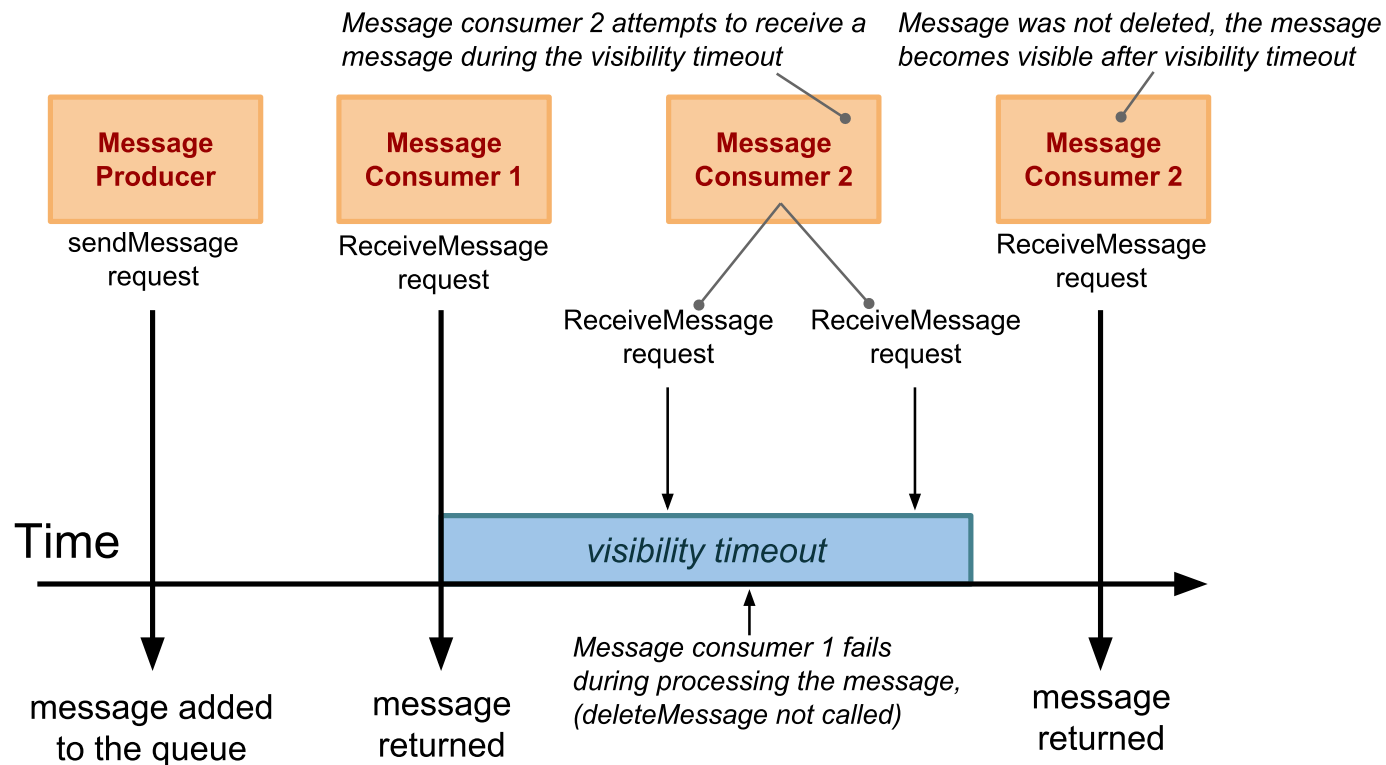 Message consumer 2 attempts to receive a
message during the visibility timeout
Message was not deleted, the message
becomes visible after visibility timeout
Message
Producer
Message
Consumer 1
Message
Consumer 2
Message
Consumer 2
sendMessage
request
ReceiveMessage
request
ReceiveMessage
request
ReceiveMessage
request
ReceiveMessage
request
Time
visibility timeout
Message consumer 1 fails
during processing the message,
(deleteMessage not called)
message added
to the queue
message
returned
message
returned